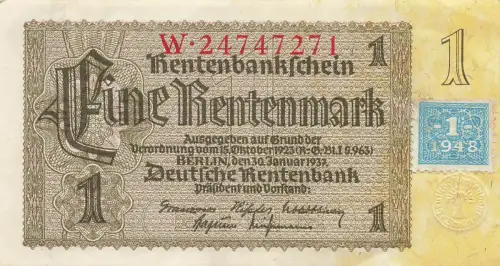 W·24747271
1
1
Rentenbankschein
Eine Rentenmark
Ausgegeben auf Grund der
Verordnung vom 15. Oktober 1923 (R.G.Bl. I S. 963)
BERLIN, den 30. Januar 1937.
Deutsche Rentenbank
Präsident und Vorstand:
1
1
-1-
1948